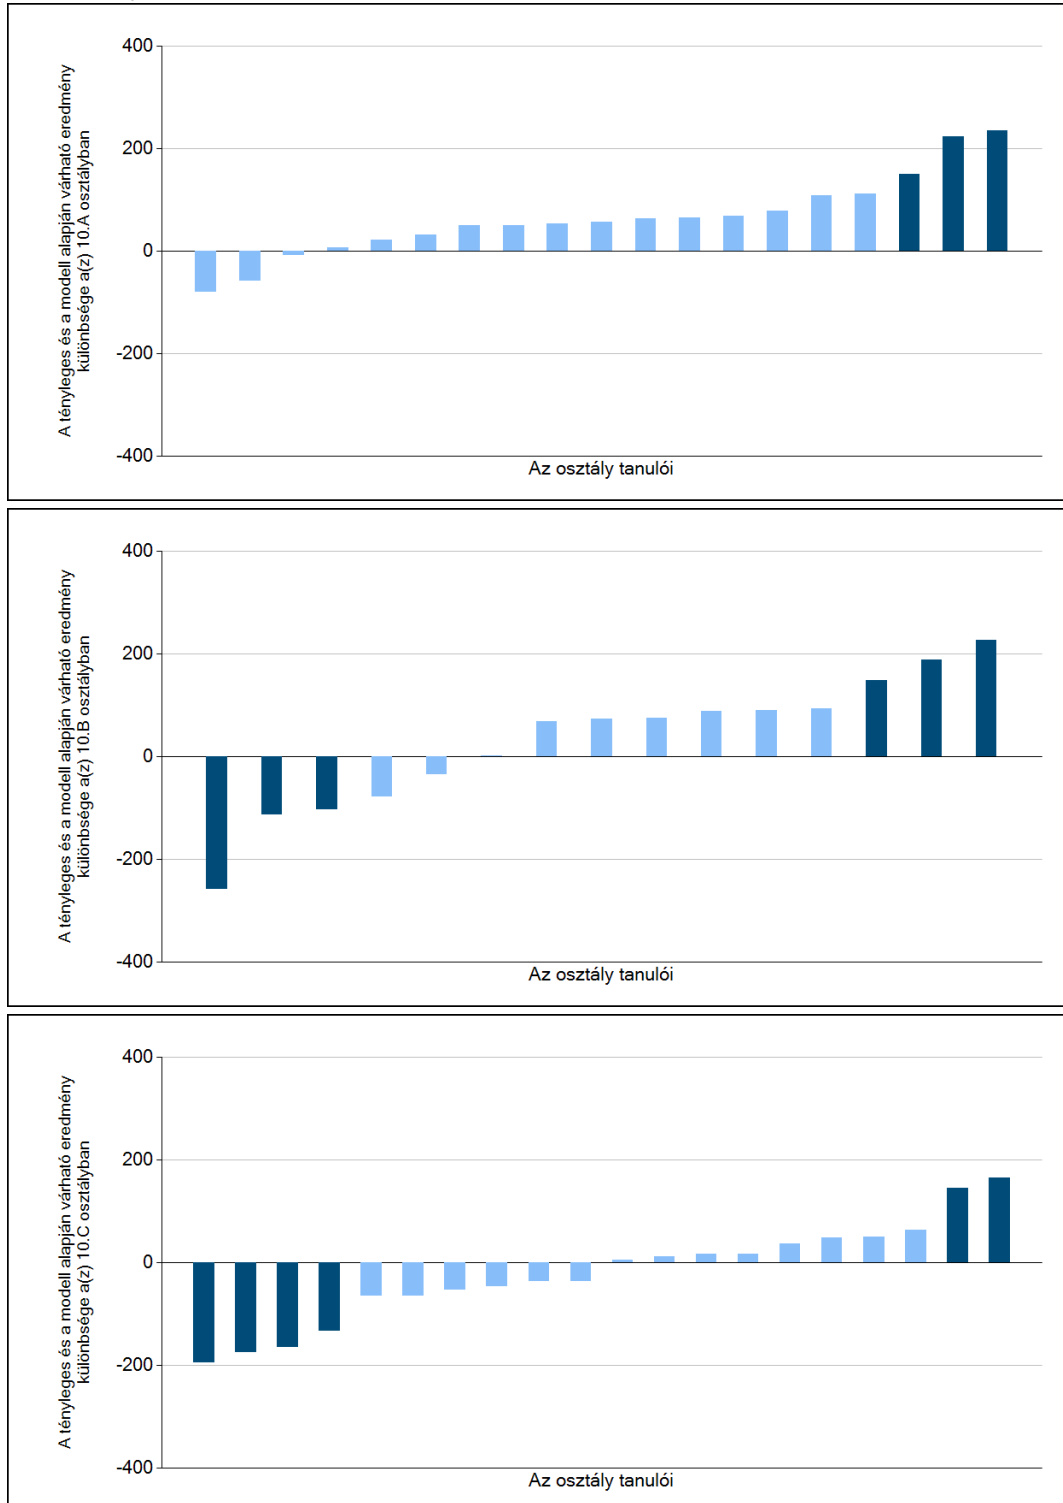 A tényleges és a modell alapján várható eredmény
különbsége a(z) 10.A osztályban
400
200
0
-200
-400
Az osztály tanulói
A tényleges és a modell alapján várható eredmény
különbsége a(z) 10.B osztályban
400
200
0
-200
-400
Az osztály tanulói
A tényleges és a modell alapján várható eredmény
különbsége a(z) 10.C osztályban
400
200
0
-200
-400
Az osztály tanulói